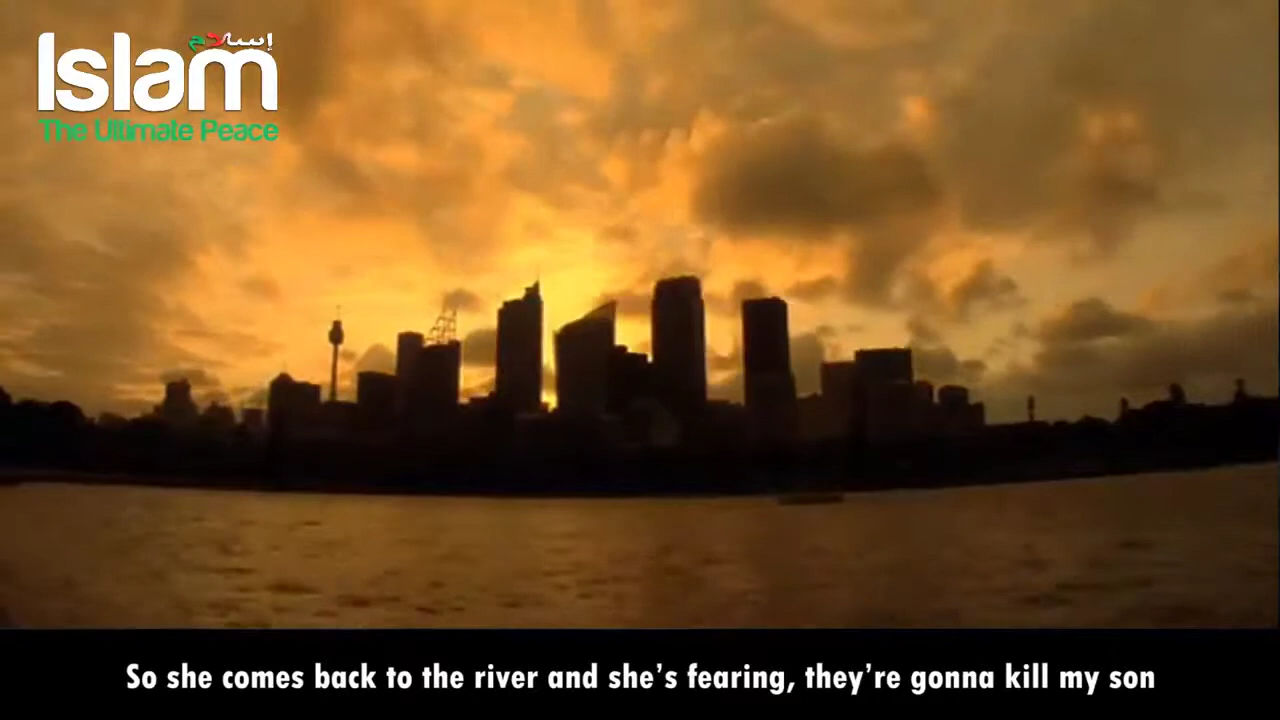 إسلام
Islam
The Ultimate Peace
So she comes back to the river and she's fearing, they're gonna kill my son